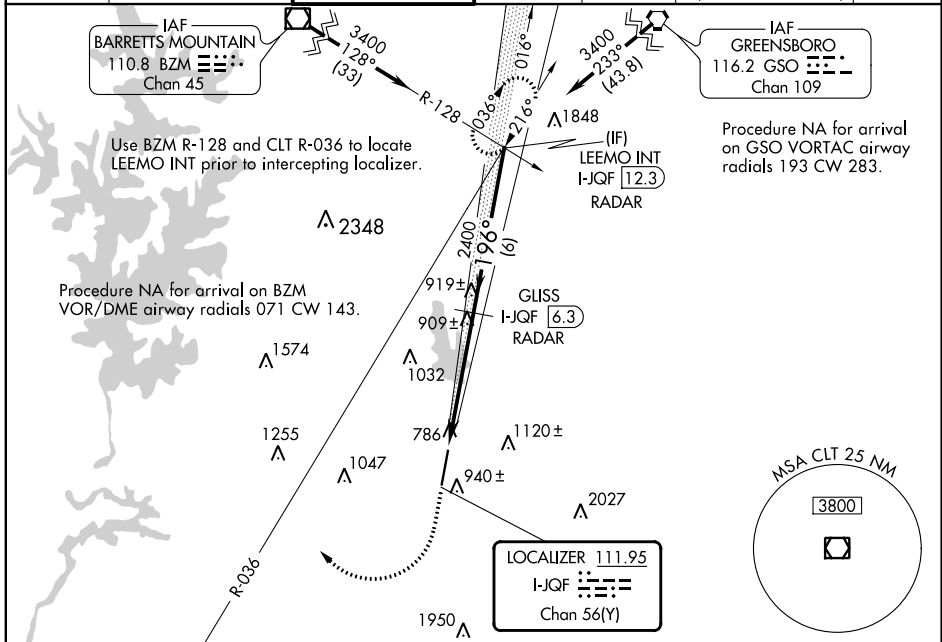 IAF
BARRETTS MOUNTAIN
110.8 BZM
Chan 45
3400
128°
(33)
R-128
036°
216°
016°
3400
233°
(43.8)
IAF
GREENSBORO
116.2 GSO
Chan 109
1848
(IF)
LEEMO INT
I-JQF 12.3
RADAR
Procedure NA for arrival
on GSO VORTAC airway
radials 193 CW 283.
Use BZM R-128 and CLT R-036 to locate
LEEMO INT prior to intercepting localizer.
2348
2400
196°
(6)
Procedure NA for arrival on BZM
VOR/DME airway radials 071 CW 143.
919±
909±
GLISS
I-JQF 6.3
RADAR
1574
1032
786
1120±
1255
1047
940±
2027
MSA CLT 25 NM
3800
R-036
LOCALIZER 111.95
I-JQF
Chan 56(Y)
1950